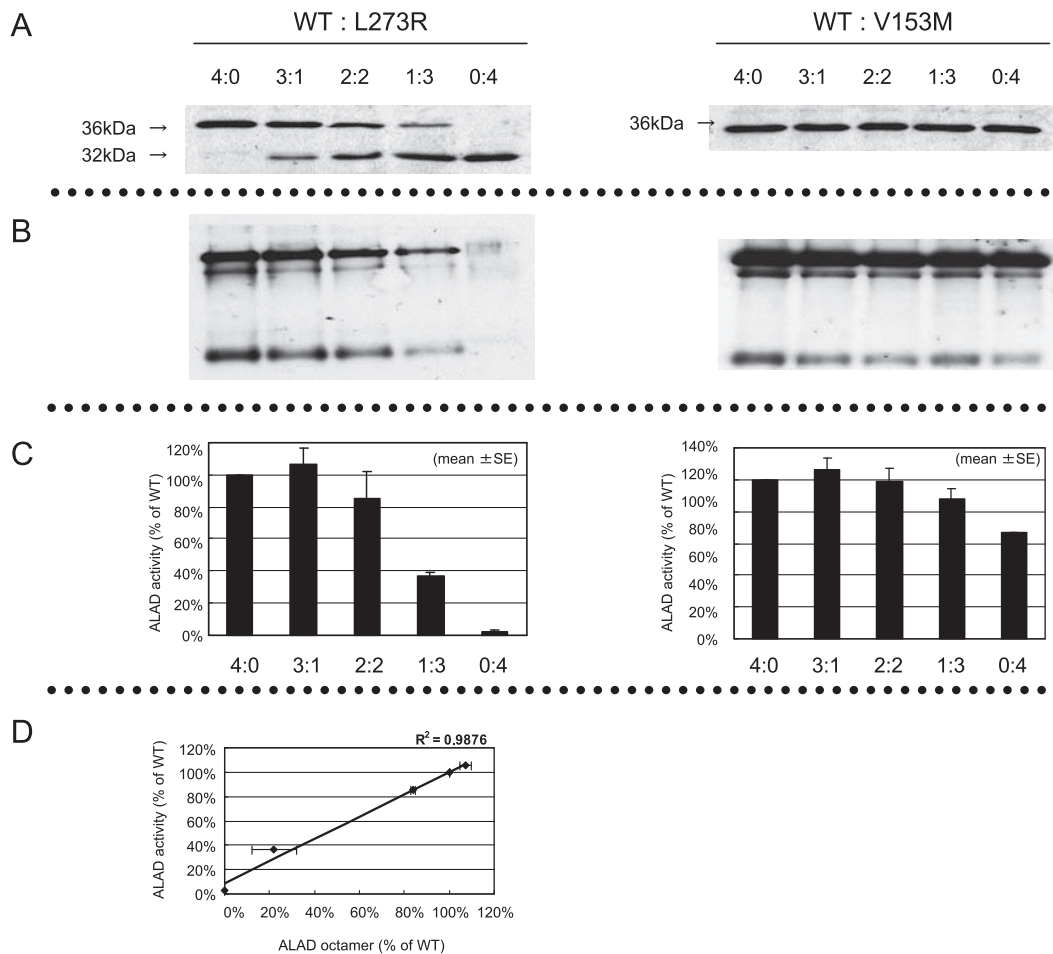 A
WT : L273R
WT : V153M
4:0 3:1 2:2 1:3 0:4
4:0 3:1 2:2 1:3 0:4
36kDa →
32kDa →
36kDa →
B
C
ALAD activity (% of WT)
120%
100%
80%
60%
40%
20%
0%
(mean ±SE)
4:0 3:1 2:2 1:3 0:4
ALAD activity (% of WT)
140%
120%
100%
80%
60%
40%
20%
0%
(mean ±SE)
4:0 3:1 2:2 1:3 0:4
D
R² = 0.9876
ALAD activity (% of WT)
120%
100%
80%
60%
40%
20%
0%
0% 20% 40% 60% 80% 100% 120%
ALAD octamer (% of WT)